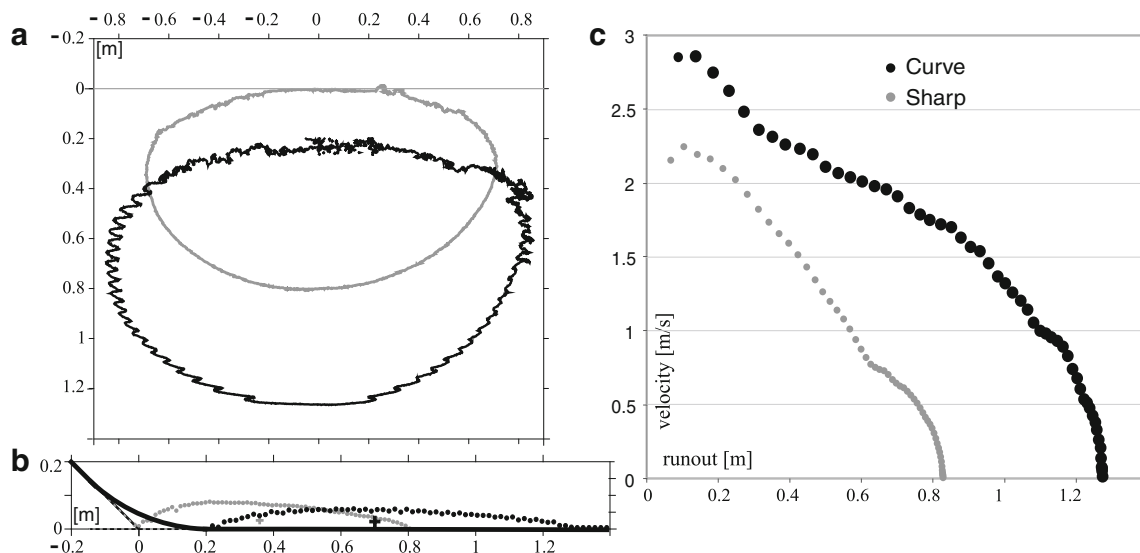 a
- 0.8 - 0.6 - 0.4 - 0.2 0 0.2 0.4 0.6 0.8
- 0.2
[m]
0
0.2
0.4
0.6
0.8
1
1.2
b
0.2
[m]
0
-0.2 0 0.2 0.4 0.6 0.8 1 1.2
c
3
2.5
2
1.5
1
0.5
0
Curve
Sharp
velocity [m/s]
runout [m]
0 0.2 0.4 0.6 0.8 1 1.2